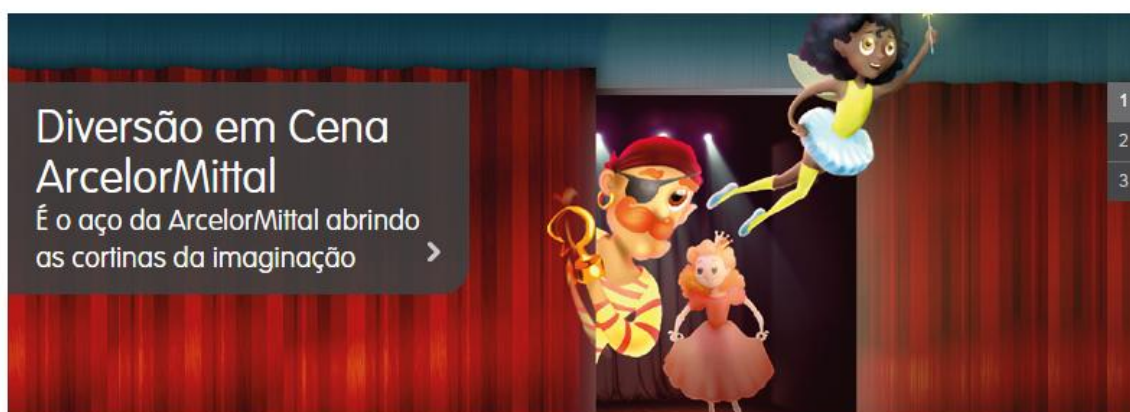 Diversão em Cena
ArcelorMittal
É o aço da ArcelorMittal abrindo
as cortinas da imaginação
1
2
3